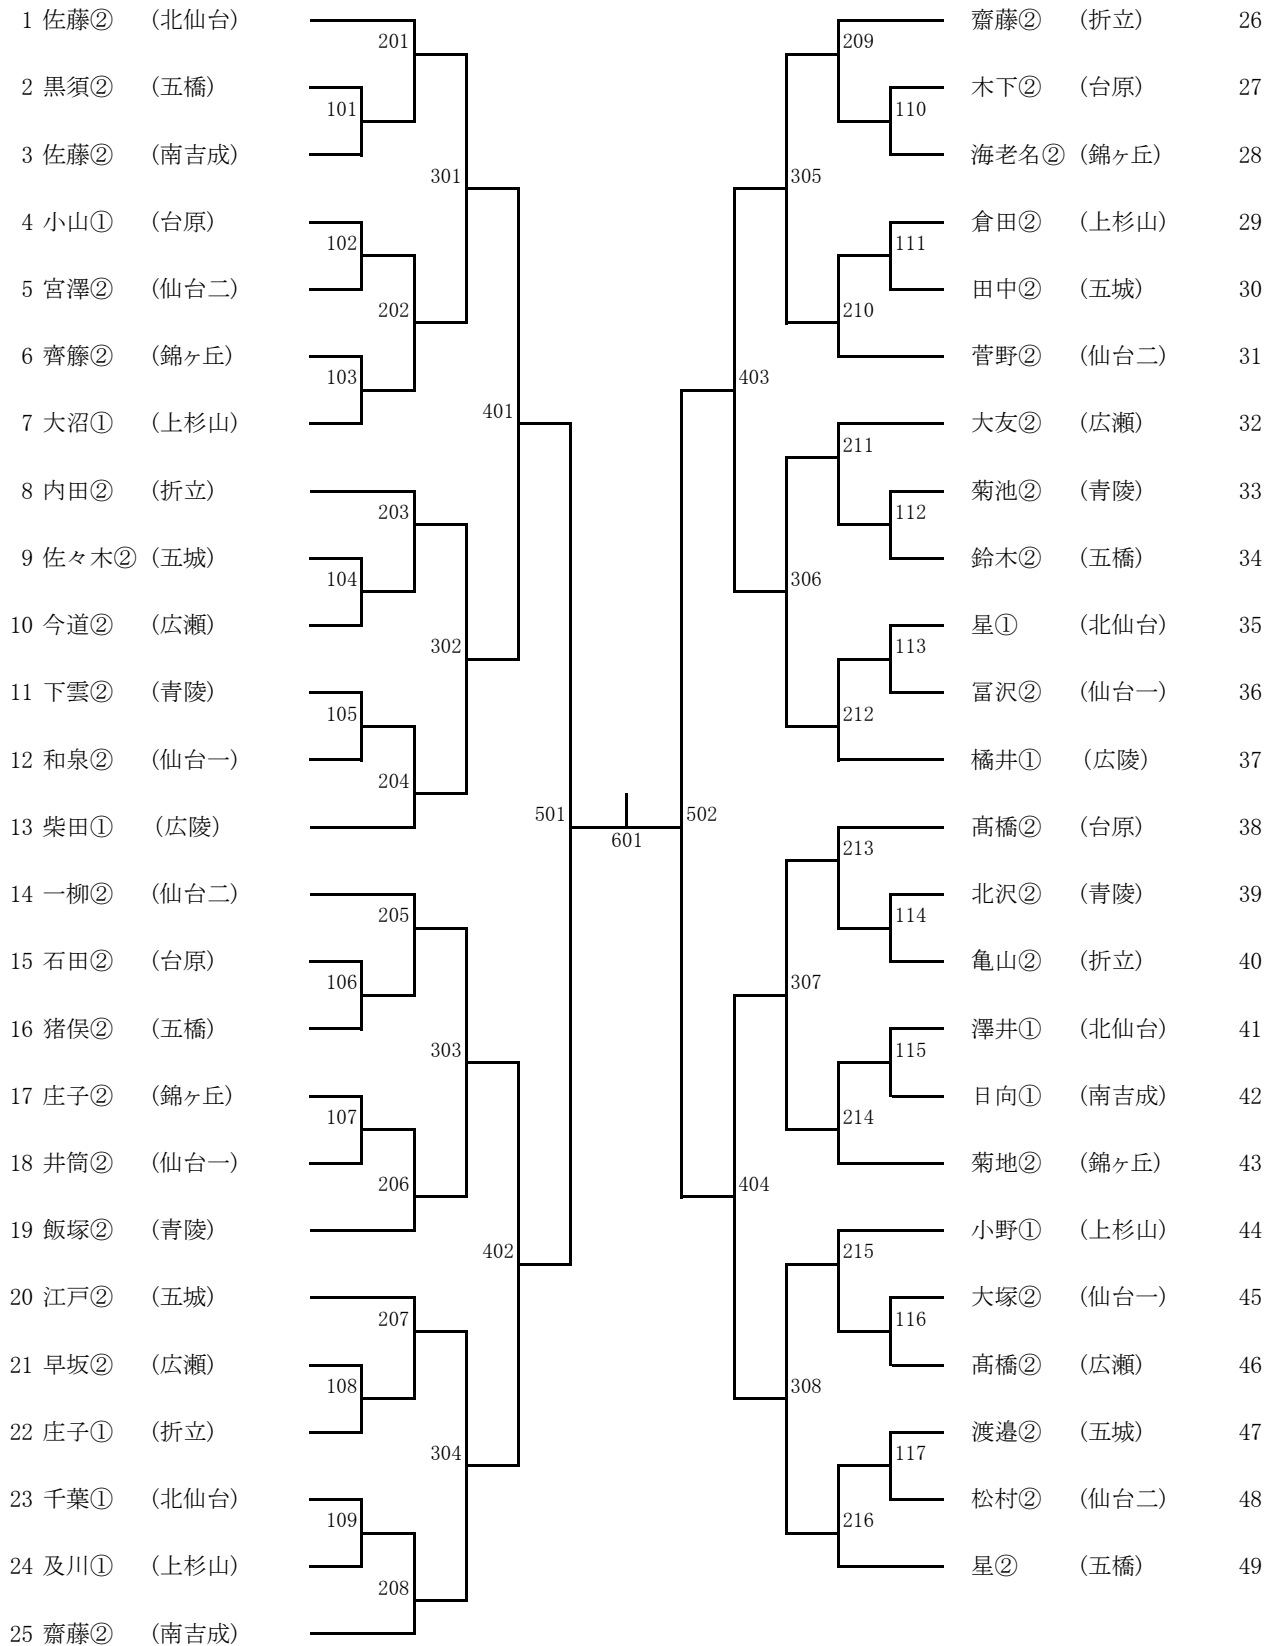 1 佐藤② (北仙台)
201
2 黒須② (五橋)
101
3 佐藤② (南吉成)
301
4 小山① (台原)
102
5 宮澤② (仙台二)
202
6 齊籐② (錦ヶ丘)
103
7 大沼① (上杉山)
401
8 内田② (折立)
203
9 佐々木② (五城)
104
10 今道② (広瀬)
302
11 下雲② (青陵)
105
12 和泉② (仙台一)
204
13 柴田① (広陵)
501
14 一柳② (仙台二)
205
15 石田② (台原)
106
16 猪俣② (五橋)
303
17 庄子② (錦ヶ丘)
107
18 井筒② (仙台一)
206
19 飯塚② (青陵)
402
20 江戸② (五城)
207
21 早坂② (広瀬)
108
22 庄子① (折立)
304
23 千葉① (北仙台)
109
24 及川① (上杉山)
208
25 齋藤② (南吉成)
601
齋藤② (折立) 26
209
木下② (台原) 27
110
海老名② (錦ヶ丘) 28
305
倉田② (上杉山) 29
111
田中② (五城) 30
210
菅野② (仙台二) 31
403
大友② (広瀬) 32
211
菊池② (青陵) 33
112
鈴木② (五橋) 34
306
星① (北仙台) 35
113
冨沢② (仙台一) 36
212
橘井① (広陵) 37
502
髙橋② (台原) 38
213
北沢② (青陵) 39
114
亀山② (折立) 40
307
澤井① (北仙台) 41
115
日向① (南吉成) 42
214
菊地② (錦ヶ丘) 43
404
小野① (上杉山) 44
215
大塚② (仙台一) 45
116
髙橋② (広瀬) 46
308
渡邉② (五城) 47
117
松村② (仙台二) 48
216
星② (五橋) 49